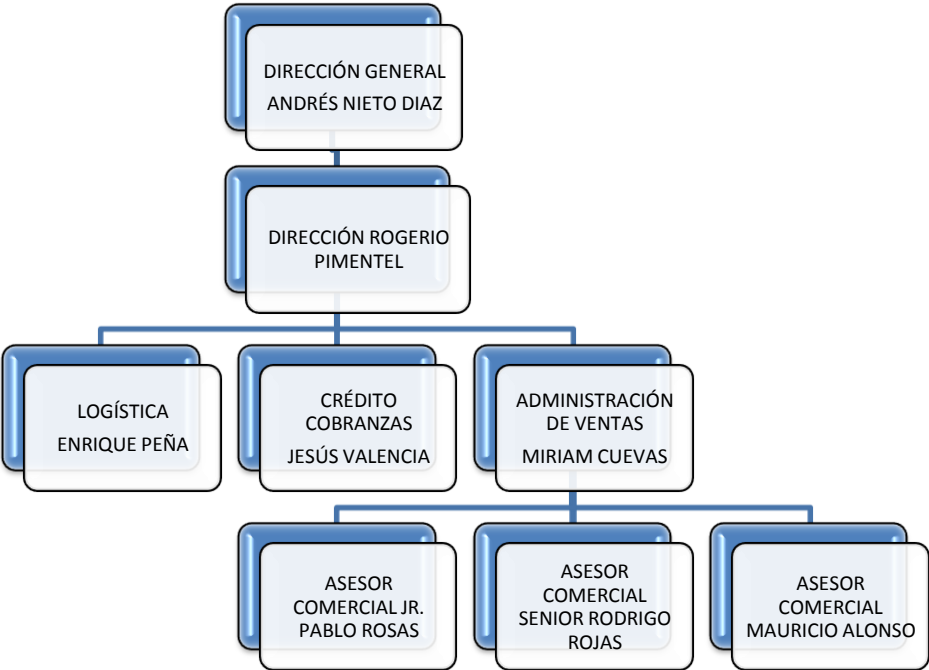 DIRECCIÓN GENERAL
ANDRÉS NIETO DIAZ
DIRECCIÓN ROGERIO
PIMENTEL
LOGÍSTICA
ENRIQUE PEÑA
CRÉDITO
COBRANZAS
JESÚS VALENCIA
ADMINISTRACIÓN
DE VENTAS
MIRIAM CUEVAS
ASESOR
COMERCIAL JR.
PABLO ROSAS
ASESOR
COMERCIAL
SENIOR RODRIGO
ROJAS
ASESOR
COMERCIAL
MAURICIO ALONSO